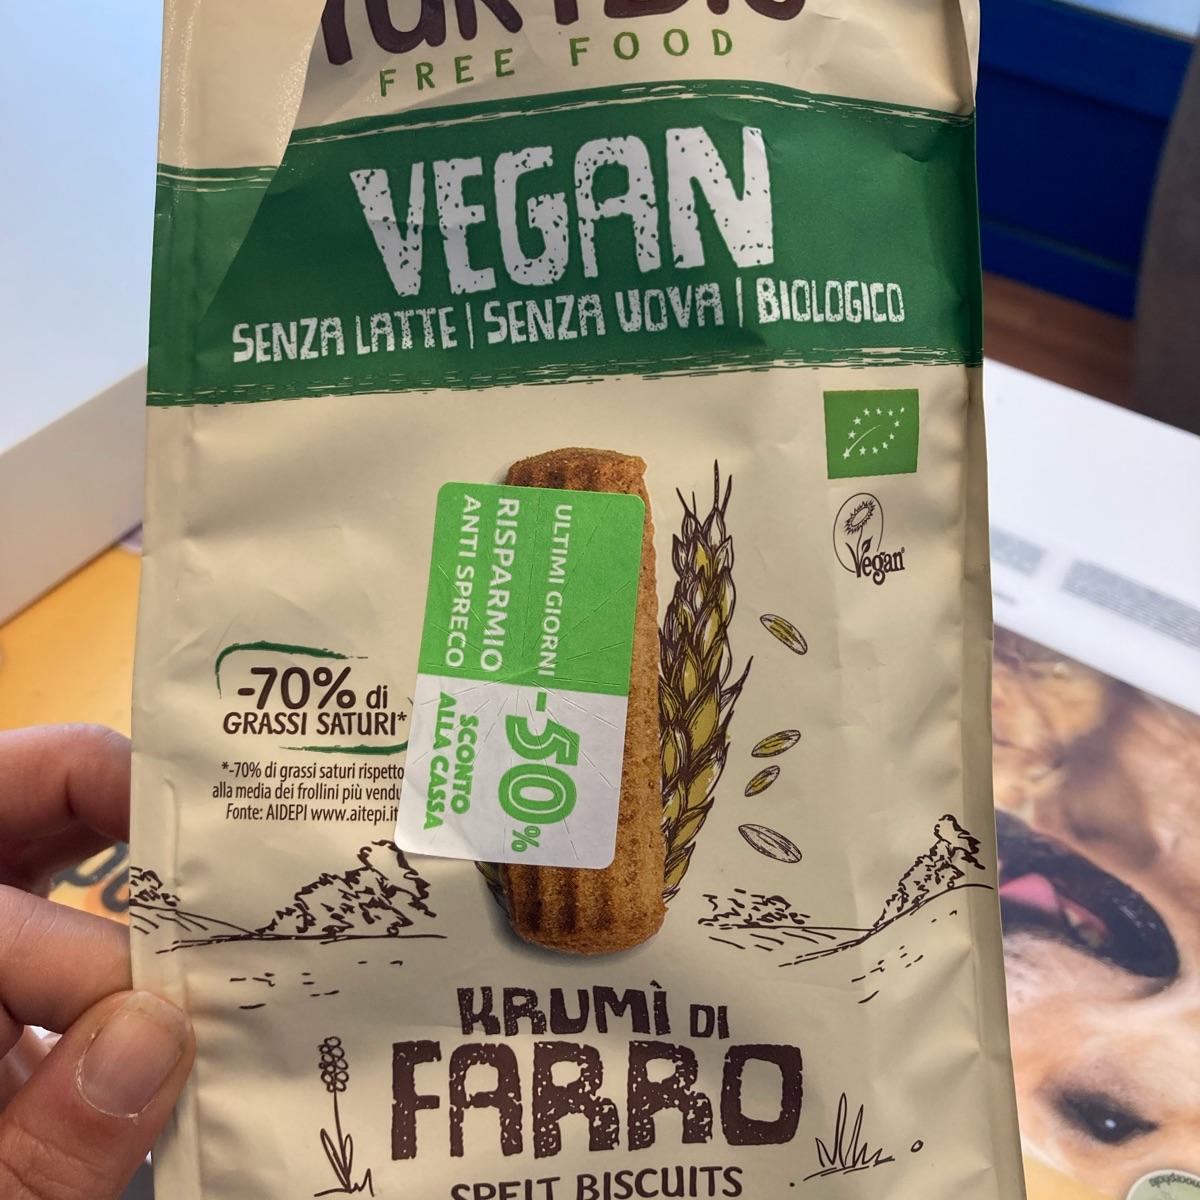 FREE FOOD
VEGAN
SENZA LATTE | SENZA UOVA | BIOLOGICO
Vegan
ULTIMI GIORNI
RISPARMIO
ANTI SPRECO
-50%
SCONTO
ALLA CASSA
-70% di
GRASSI SATURI*
*-70% di grassi saturi rispetto
alla media dei frollini più vendu
Fonte: AIDEPI www.aitepi.it
KRUMÌ DI
FARRO
SPELT BISCUITS